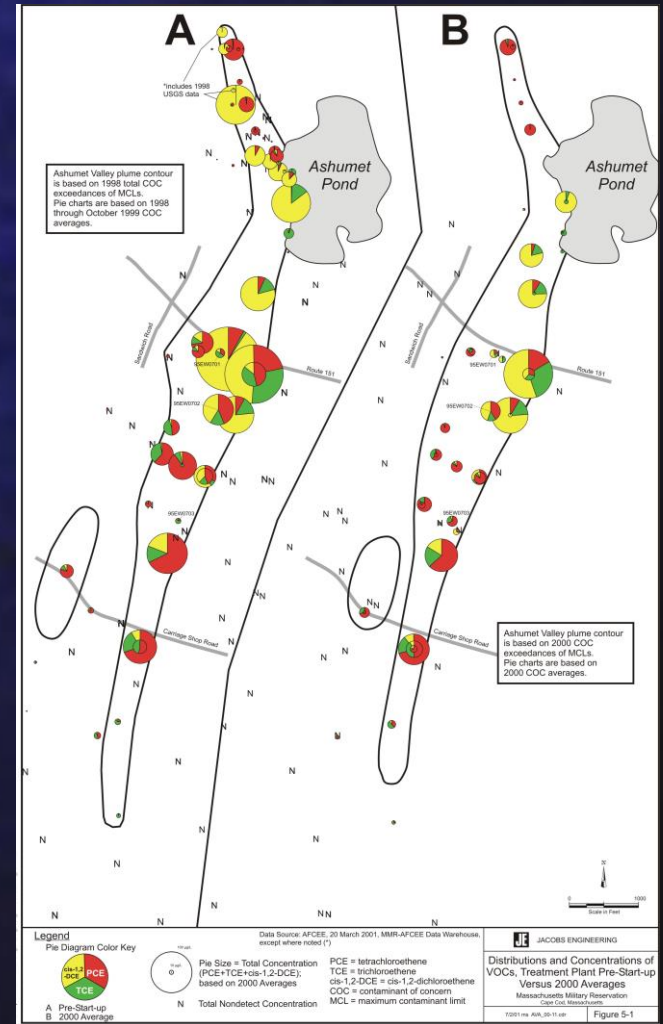 A
B
*includes 1998
USGS data
Ashumet Valley plume contour
is based on 1998 total COC
exceedances of MCLs.
Pie charts are based on 1998
through October 1999 COC
averages.
Ashumet
Pond
Ashumet
Pond
Sandwich Road
Sandwich Road
Route 151
Route 151
95EW0701
95EW0701
95EW0702
95EW0702
95EW0703
95EW0703
Carriage Shop Road
Carriage Shop Road
Ashumet Valley plume contour
is based on 2000 COC
exceedances of MCLs.
Pie charts are based on
2000 COC averages.
N
0 1000
Scale in Feet
Legend
Pie Diagram Color Key
cis-1,2
-DCE
PCE
TCE
A Pre-Start-up
B 2000 Average
Pie Size = Total Concentration
(PCE+TCE+cis-1,2-DCE);
based on 2000 Averages
N Total Nondetect Concentration
Data Source: AFCEE, 20 March 2001, MMR-AFCEE Data Warehouse,
except where noted (*)
PCE = tetrachloroethene
TCE = trichloroethene
cis-1,2-DCE = cis-1,2-dichloroethene
COC = contaminant of concern
MCL = maximum contaminant limit
JE JACOBS ENGINEERING
Distributions and Concentrations of
VOCs, Treatment Plant Pre-Start-up
Versus 2000 Averages
Massachusetts Military Reservation
Cape Cod, Massachusetts
Figure 5-1